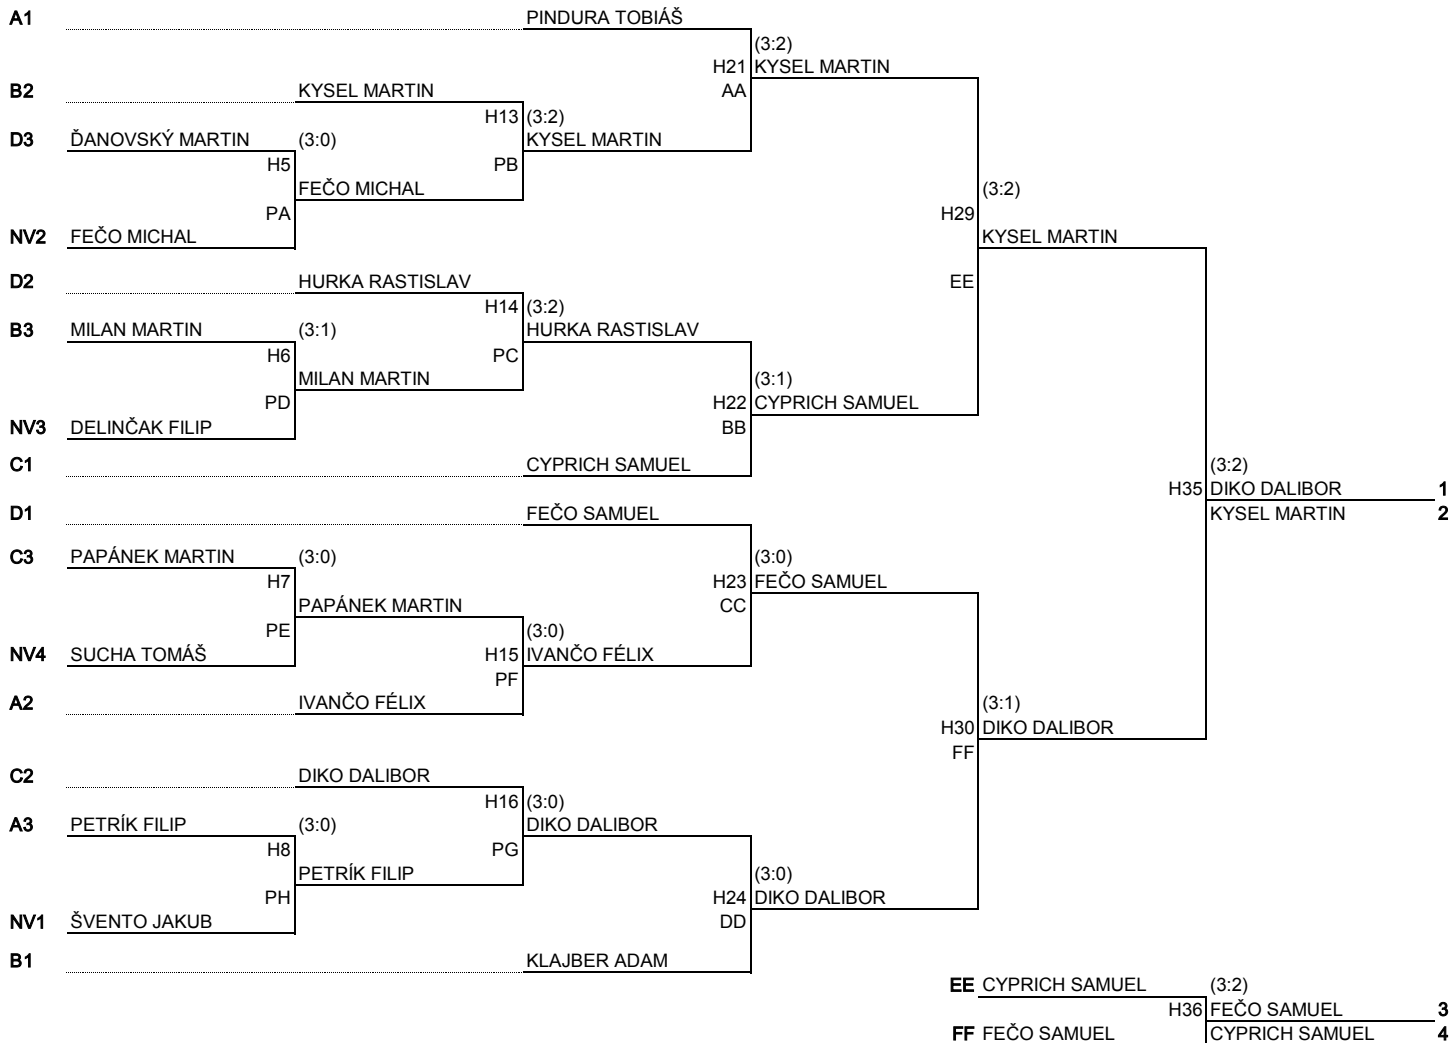 A1 PINDURA TOBIÁŠ
(3:2)
H21 KYSEL MARTIN
B2 KYSEL MARTIN AA
H13 (3:2)
D3 ĎANOVSKÝ MARTIN (3:0) KYSEL MARTIN
H5 PB
FEČO MICHAL (3:2)
PA H29
NV2 FEČO MICHAL KYSEL MARTIN
D2 HURKA RASTISLAV EE
H14 (3:2)
B3 MILAN MARTIN (3:1) HURKA RASTISLAV
H6 PC
MILAN MARTIN (3:1)
PD H22 CYPRICH SAMUEL
NV3 DELINČAK FILIP BB
C1 CYPRICH SAMUEL (3:2)
H35 DIKO DALIBOR 1
D1 FEČO SAMUEL KYSEL MARTIN 2
C3 PAPÁNEK MARTIN (3:0) (3:0)
H7 H23 FEČO SAMUEL
PAPÁNEK MARTIN CC
PE (3:0)
NV4 SUCHA TOMÁŠ H15 IVANČO FÉLIX
PF
A2 IVANČO FÉLIX (3:1)
H30 DIKO DALIBOR
FF
C2 DIKO DALIBOR
H16 (3:0)
A3 PETRÍK FILIP (3:0) DIKO DALIBOR
H8 PG
PETRÍK FILIP (3:0)
PH H24 DIKO DALIBOR
NV1 ŠVENTO JAKUB DD
B1 KLAJBER ADAM
EE CYPRICH SAMUEL (3:2)
H36 FEČO SAMUEL 3
FF FEČO SAMUEL CYPRICH SAMUEL 4